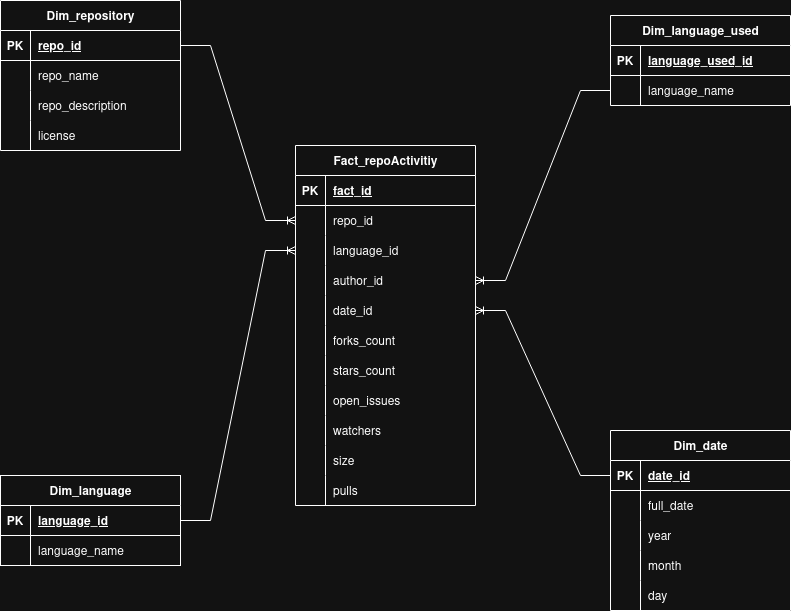 Dim_repository
PK repo_id
repo_name
repo_description
license
Dim_language_used
PK language_used_id
language_name
Fact_repoActivitiy
PK fact_id
repo_id
language_id
author_id
date_id
forks_count
stars_count
open_issues
watchers
size
pulls
Dim_language
PK language_id
language_name
Dim_date
PK date_id
full_date
year
month
day